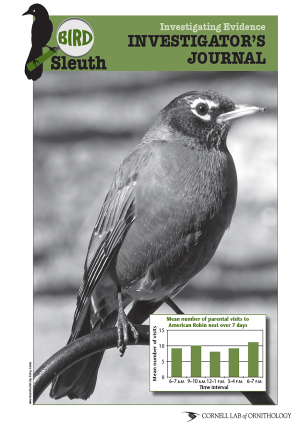 BIRD
Sleuth
Investigating Evidence
INVESTIGATOR'S
JOURNAL
Mean number of parental visits to
American Robin nest over 7 days
Mean number of visits
15
10
5
0
6–7 A.M. 9–10 A.M. 12–1 P.M. 3–4 P.M. 6–7 P.M.
Time interval
CORNELL LAB of ORNITHOLOGY